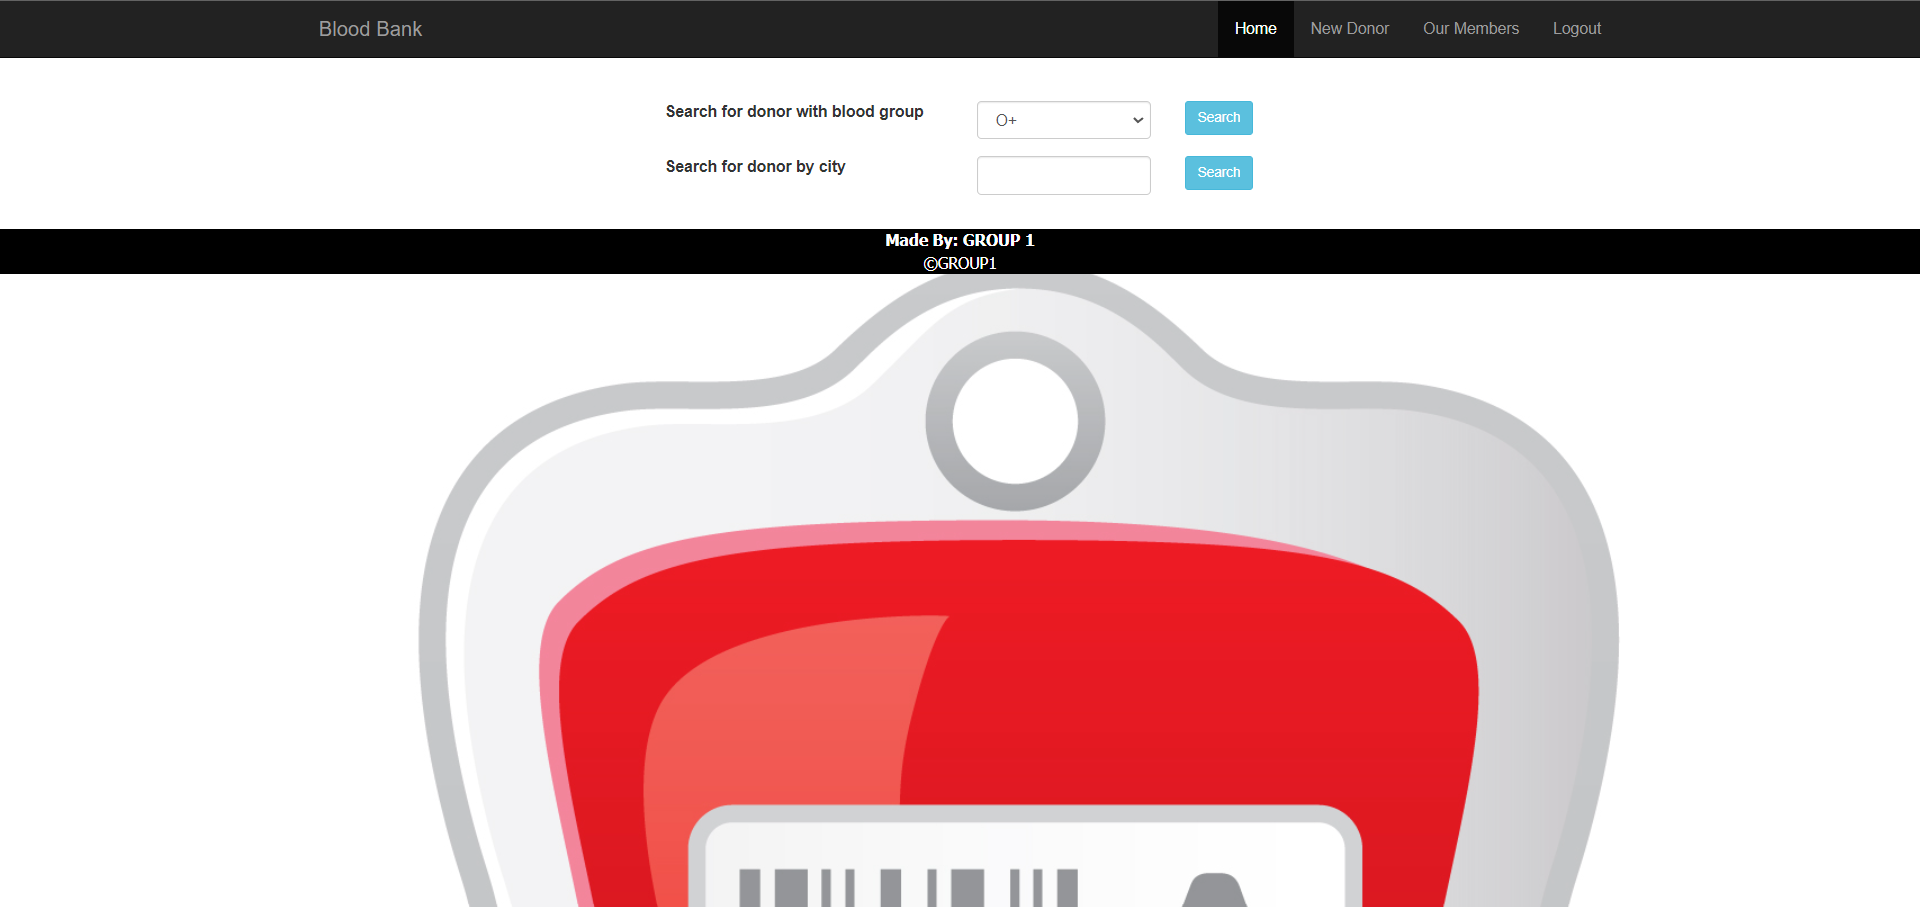 Blood Bank
Home New Donor Our Members Logout
Search for donor with blood group O+ Search
Search for donor by city Search
Made By: GROUP 1
©GROUP1